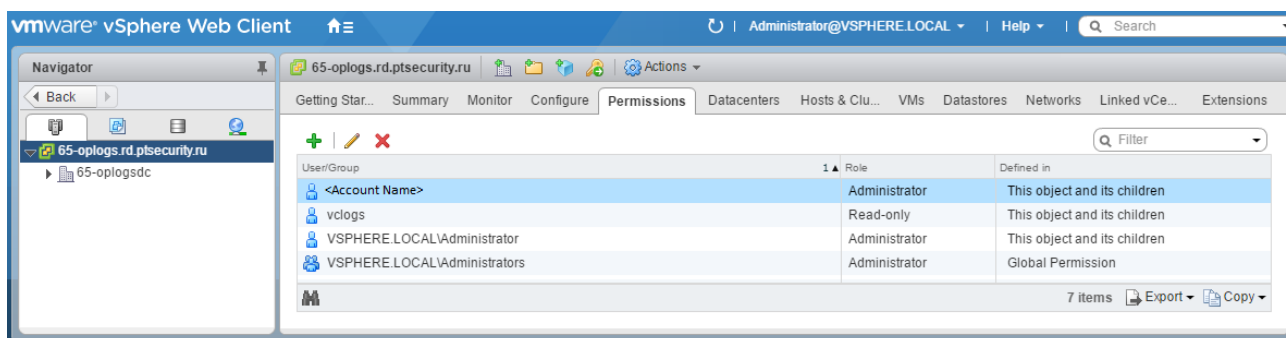 vmware® vSphere Web Client
Administrator@VSPHERE.LOCAL | Help | Search
Navigator
65-oplogs.rd.ptsecurity.ru | Actions
Back
Getting Star... Summary Monitor Configure Permissions Datacenters Hosts & Clu... VMs Datastores Networks Linked vCe... Extensions
65-oplogs.rd.ptsecurity.ru
65-oplogsdc
Filter
User/Group 1 ▲ Role Defined in
<Account Name> Administrator This object and its children
vclogs Read-only This object and its children
VSPHERE.LOCAL\Administrator Administrator This object and its children
VSPHERE.LOCAL\Administrators Administrator Global Permission
7 items Export Copy